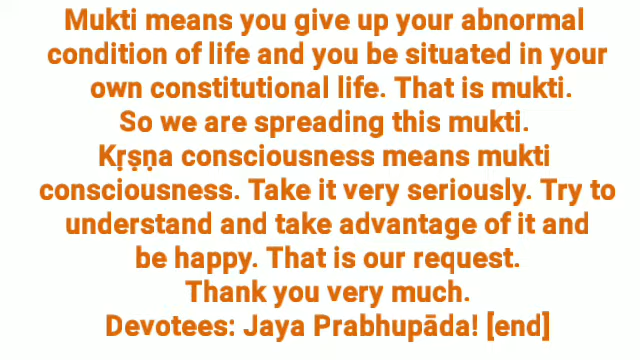 Mukti means you give up your abnormal
condition of life and you be situated in your
own constitutional life. That is mukti.
So we are spreading this mukti.
Kṛṣṇa consciousness means mukti
consciousness. Take it very seriously. Try to
understand and take advantage of it and
be happy. That is our request.
Thank you very much.
Devotees: Jaya Prabhupāda! [end]